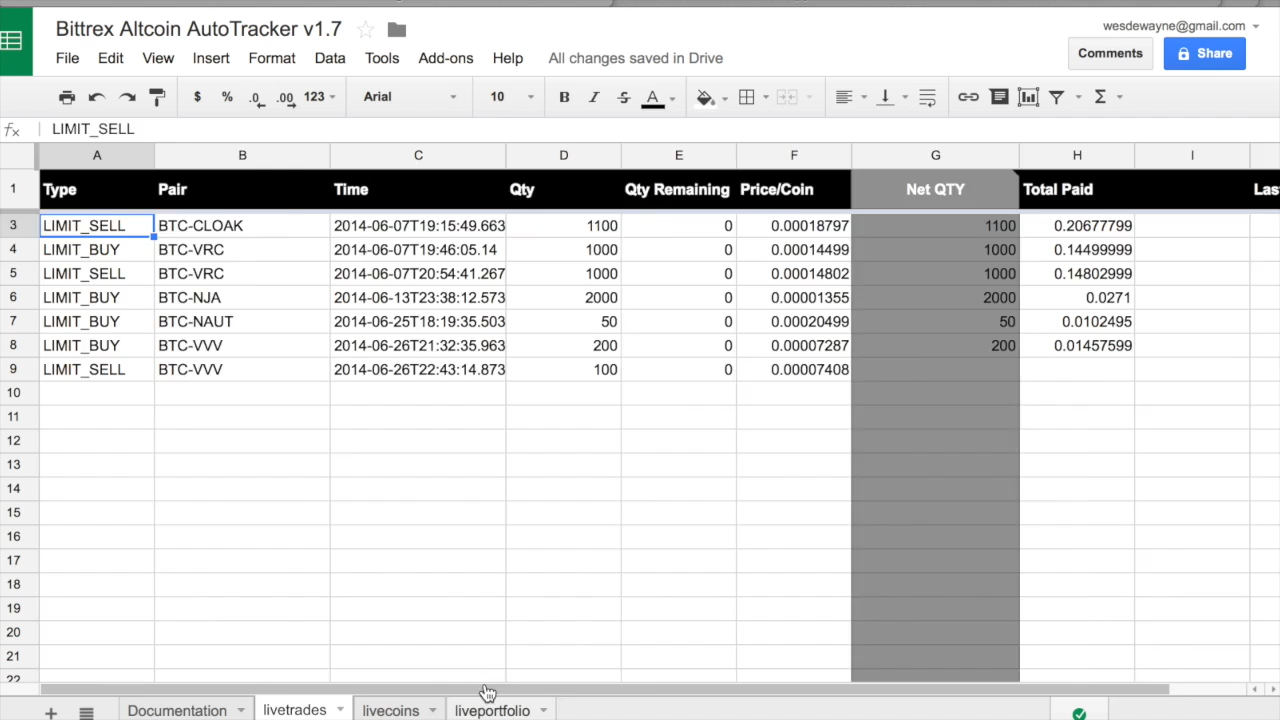 Bittrex Altcoin AutoTracker v1.7
wesdewayne@gmail.com
File Edit View Insert Format Data Tools Add-ons Help All changes saved in Drive
Comments Share
$ % .0 .00 123 Arial 10 B I S A Σ
fx LIMIT_SELL
A B C D E F G H I
1 Type Pair Time Qty Qty Remaining Price/Coin Net QTY Total Paid Las
3 LIMIT_SELL BTC-CLOAK 2014-06-07T19:15:49.663 1100 0 0.00018797 1100 0.20677799
4 LIMIT_BUY BTC-VRC 2014-06-07T19:46:05.14 1000 0 0.00014499 1000 0.14499999
5 LIMIT_SELL BTC-VRC 2014-06-07T20:54:41.267 1000 0 0.00014802 1000 0.14802999
6 LIMIT_BUY BTC-NJA 2014-06-13T23:38:12.573 2000 0 0.00001355 2000 0.0271
7 LIMIT_BUY BTC-NAUT 2014-06-25T18:19:35.503 50 0 0.00020499 50 0.0102495
8 LIMIT_BUY BTC-VVV 2014-06-26T21:32:35.963 200 0 0.00007287 200 0.01457599
9 LIMIT_SELL BTC-VVV 2014-06-26T22:43:14.873 100 0 0.00007408
10
11
12
13
14
15
16
17
18
19
20
21
22
+ Documentation livetrades livecoins liveportfolio